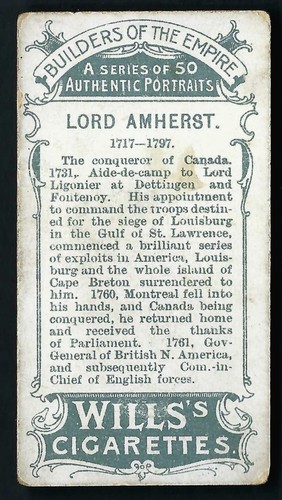 BUILDERS OF THE EMPIRE
A SERIES OF 50
AUTHENTIC PORTRAITS
LORD AMHERST.
1717—1797.
The conqueror of Canada.
1731, Aide-de-camp to Lord
Ligonier at Dettingen and
Fontenoy. His appointment
to command the troops destin-
ed for the siege of Louisburg
in the Gulf of St. Lawrence,
commenced a brilliant series
of exploits in America, Louis-
burg and the whole island of
Cape Breton surrendered to
him. 1760, Montreal fell into
his hands, and Canada being
conquered, he returned home
and received the thanks
of Parliament. 1761, Gov-
General of British N. America,
and subsequently Com.-in-
Chief of English forces.
WILLS'S
CIGARETTES.